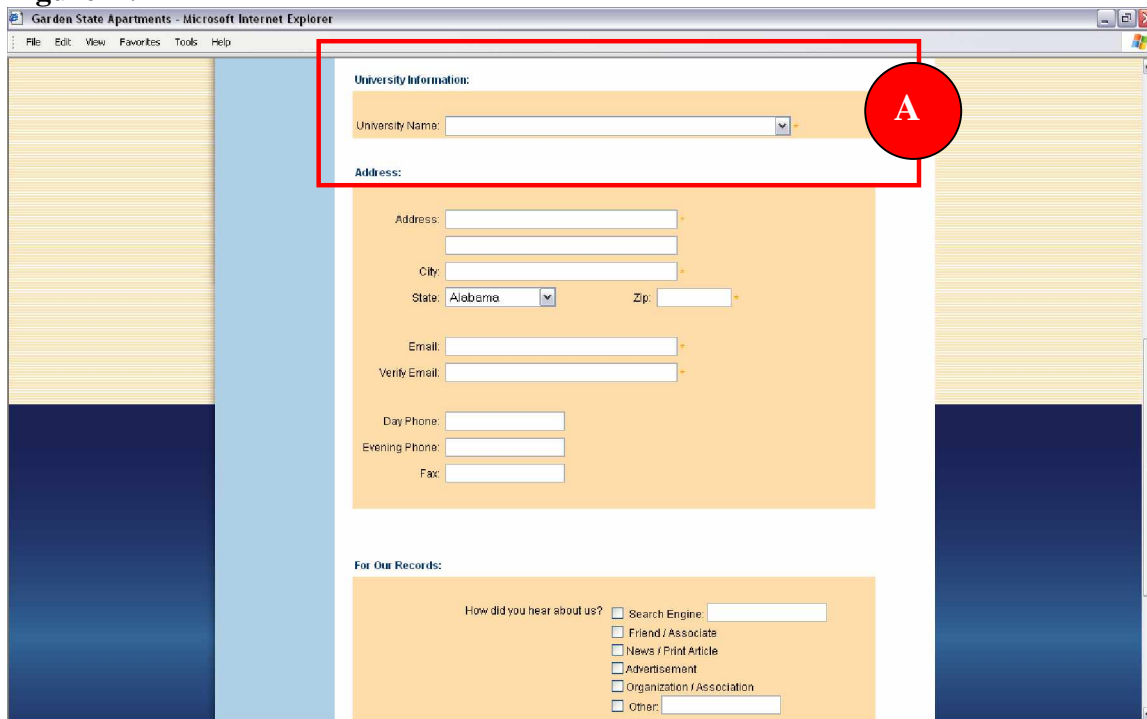 Garden State Apartments - Microsoft Internet Explorer
File Edit View Favorites Tools Help
University Information:
A
University Name: *
Address:
Address: *
City: *
State: Alabama Zip: *
Email: *
Verify Email: *
Day Phone:
Evening Phone:
Fax:
For Our Records:
How did you hear about us? Search Engine:
Friend / Associate
News / Print Article
Advertisement
Organization / Association
Other: